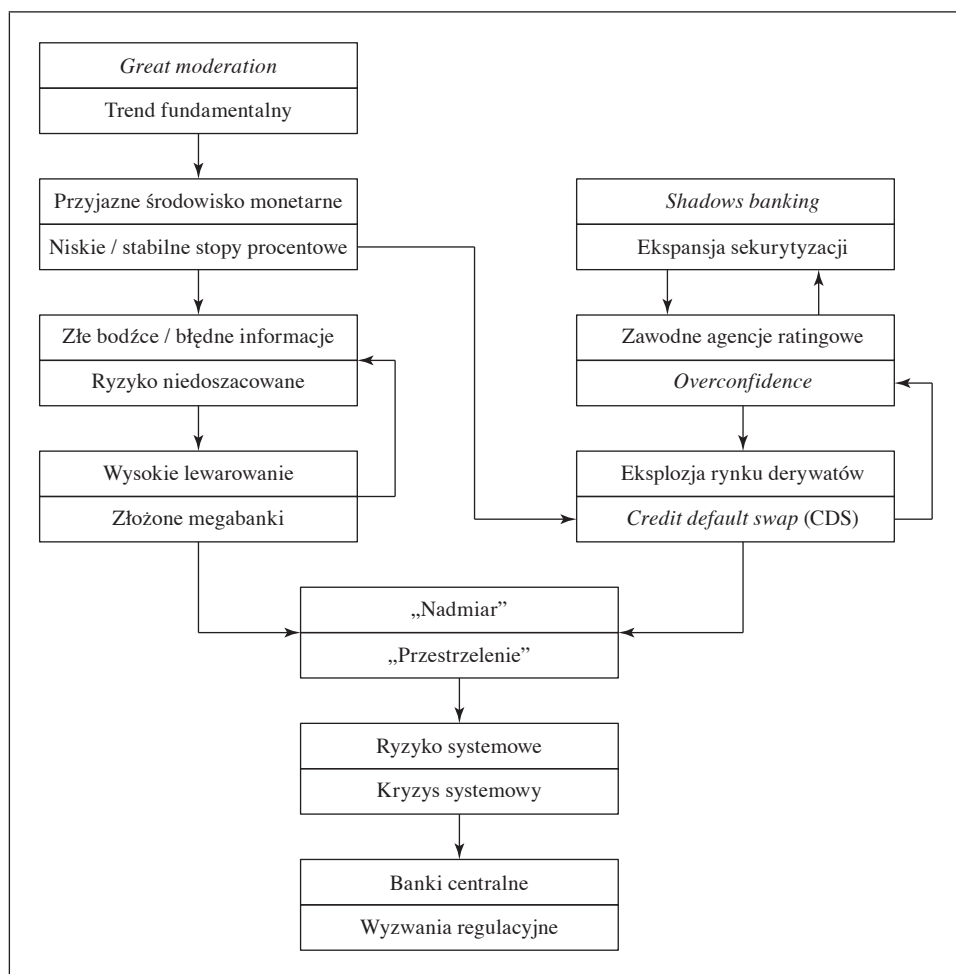 Great moderation
Trend fundamentalny
Przyjazne środowisko monetarne
Niskie / stabilne stopy procentowe
Złe bodźce / błędne informacje
Ryzyko niedoszacowane
Wysokie lewarowanie
Złożone megabanki
Shadows banking
Ekspansja sekurytyzacji
Zawodne agencje ratingowe
Overconfidence
Eksplozja rynku derywatów
Credit default swap (CDS)
„Nadmiar”
„Przestrzelenie”
Ryzyko systemowe
Kryzys systemowy
Banki centralne
Wyzwania regulacyjne